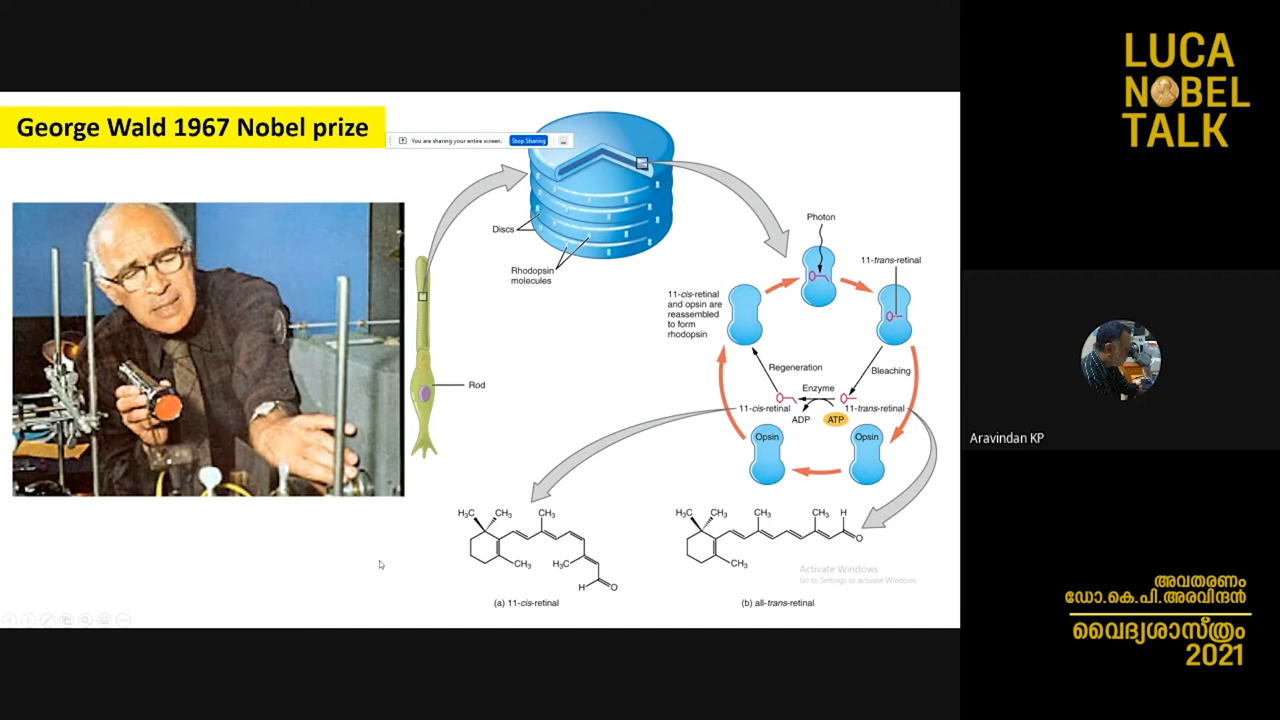 George Wald 1967 Nobel prize
You are sharing your entire screen.
Stop Sharing
Discs
Rhodopsin
molecules
Rod
Photon
11-trans-retinal
11-cis-retinal
and opsin are
reassembled
to form
rhodopsin
Regeneration
Bleaching
Enzyme
11-cis-retinal
11-trans-retinal
ADP
ATP
Opsin
Opsin
H₃C
CH₃
CH₃
CH₃
H₃C
H
O
(a) 11-cis-retinal
H₃C
CH₃
CH₃
CH₃
H
O
CH₃
(b) all-trans-retinal
Activate Windows
Go to Settings to activate Windows.
LUCA
NOBEL
TALK
Aravindan KP
അവതരണം
ഡോ.കെ.പി.അരവിന്ദൻ
വൈദ്യശാസ്ത്രം
2021